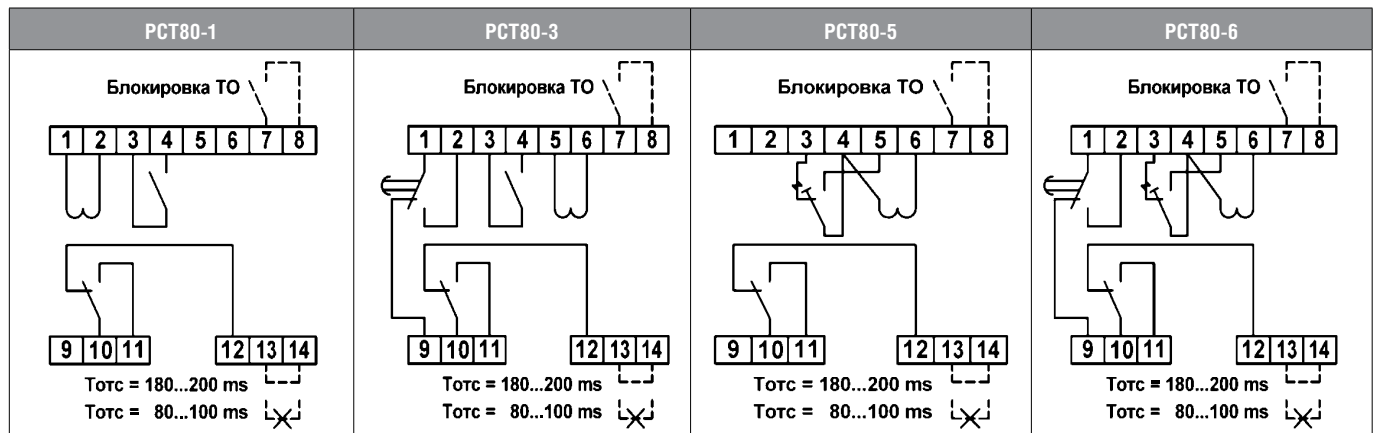 РСТ80-1
РСТ80-3
РСТ80-5
РСТ80-6
Блокировка ТО
1 2 3 4 5 6 7 8
9 10 11 12 13 14
Тотс = 180...200 ms
Тотс = 80...100 ms
Блокировка ТО
1 2 3 4 5 6 7 8
9 10 11 12 13 14
Тотс = 180...200 ms
Тотс = 80...100 ms
Блокировка ТО
1 2 3 4 5 6 7 8
9 10 11 12 13 14
Тотс = 180...200 ms
Тотс = 80...100 ms
Блокировка ТО
1 2 3 4 5 6 7 8
9 10 11 12 13 14
Тотс = 180...200 ms
Тотс = 80...100 ms